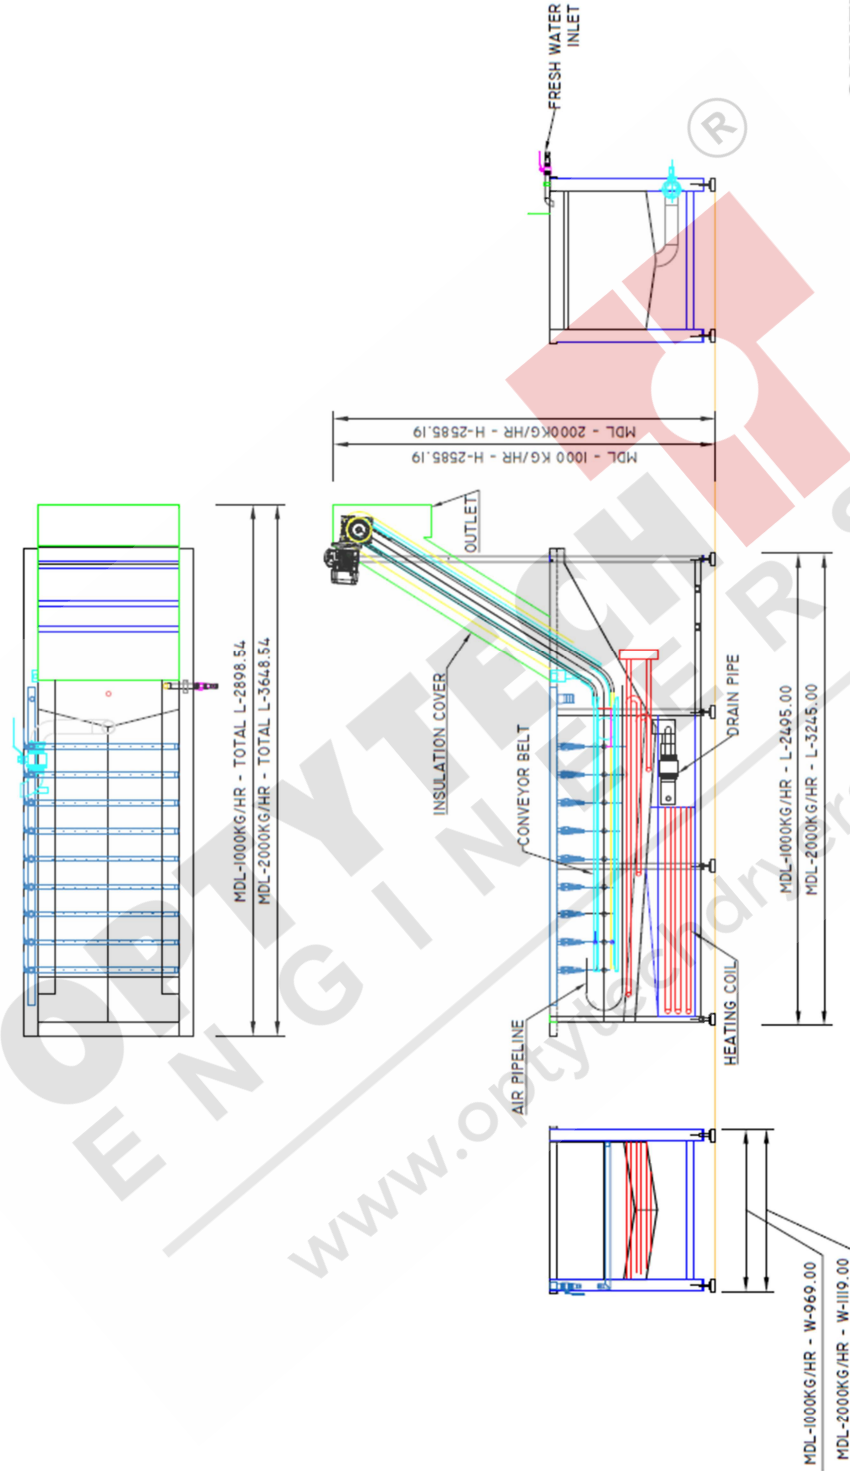 FRESH WATER
INLET
®
MDL - 2000KG/HR - H-2585.19
MDL - 1000 KG/HR - H-2585.19
OUTLET
MDL-1000KG/HR - TOTAL L-2898.54
MDL-2000KG/HR - TOTAL L-3648.54
INSULATION COVER
CONVEYOR BELT
DRAIN PIPE
MDL-1000KG/HR - L-2495.00
MDL-2000KG/HR - L-3245.00
AIR PIPELINE
HEATING COIL
MDL-1000KG/HR - W-969.00
MDL-2000KG/HR - W-1119.00
OPTYTECH
ENGINEERS